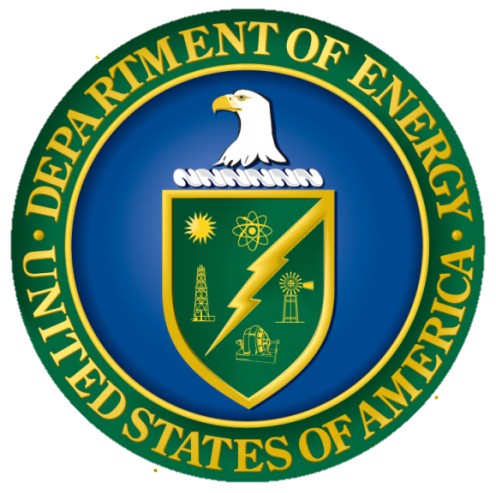 DEPARTMENT OF ENERGY
UNITED STATES OF AMERICA